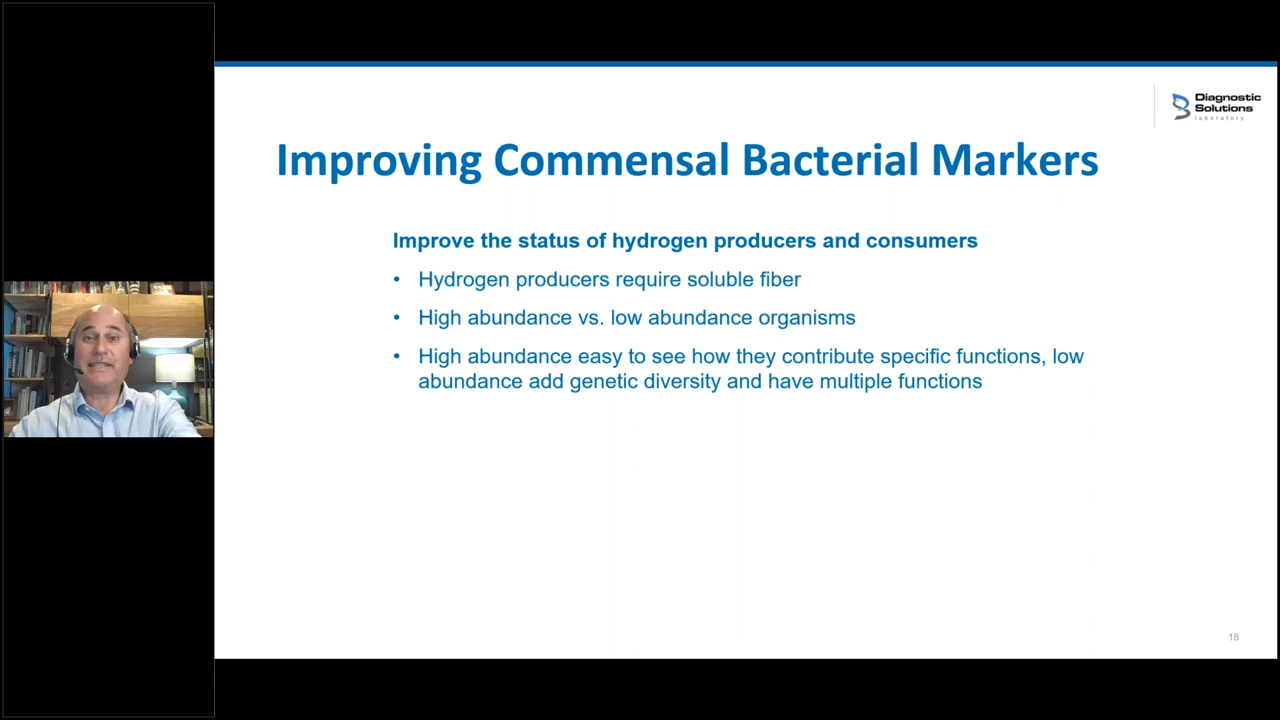 Diagnostic
Solutions
laboratory
Improving Commensal Bacterial Markers
Improve the status of hydrogen producers and consumers
• Hydrogen producers require soluble fiber
• High abundance vs. low abundance organisms
• High abundance easy to see how they contribute specific functions, low
abundance add genetic diversity and have multiple functions
18